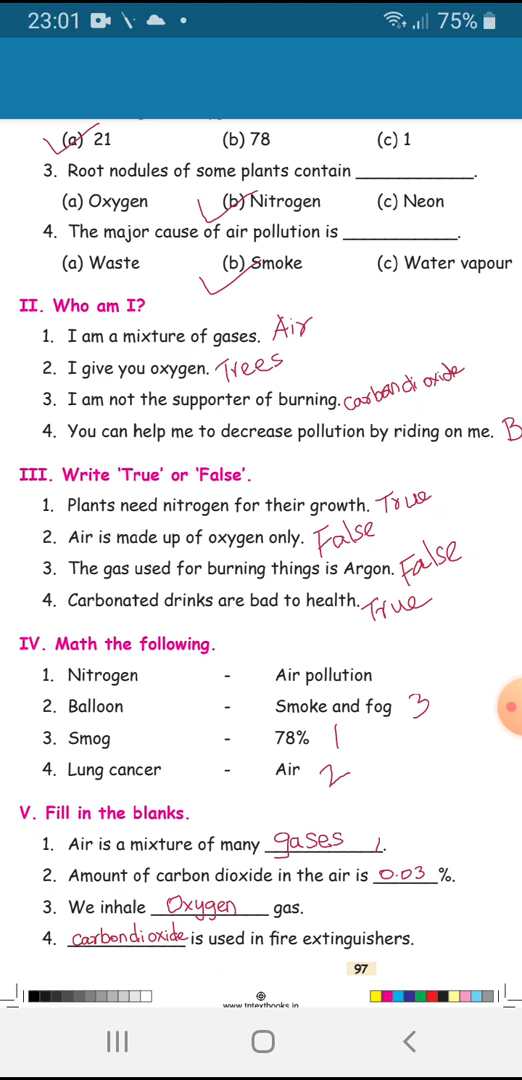 23:01 75%
(a) 21 (b) 78 (c) 1
3. Root nodules of some plants contain ____________.
(a) Oxygen (b) Nitrogen (c) Neon
4. The major cause of air pollution is ____________.
(a) Waste (b) Smoke (c) Water vapour
II. Who am I?
1. I am a mixture of gases. Air
2. I give you oxygen. Trees
3. I am not the supporter of burning. carbondi oxide
4. You can help me to decrease pollution by riding on me. B
III. Write 'True' or 'False'.
1. Plants need nitrogen for their growth. True
2. Air is made up of oxygen only. False
3. The gas used for burning things is Argon. False
4. Carbonated drinks are bad to health. True
IV. Math the following.
1. Nitrogen - Air pollution
2. Balloon - Smoke and fog 3
3. Smog - 78% 1
4. Lung cancer - Air 2
V. Fill in the blanks.
1. Air is a mixture of many gases.
2. Amount of carbon dioxide in the air is 0.03 %.
3. We inhale Oxygen gas.
4. carbondioxide is used in fire extinguishers.
97
www.tntextbooks.in